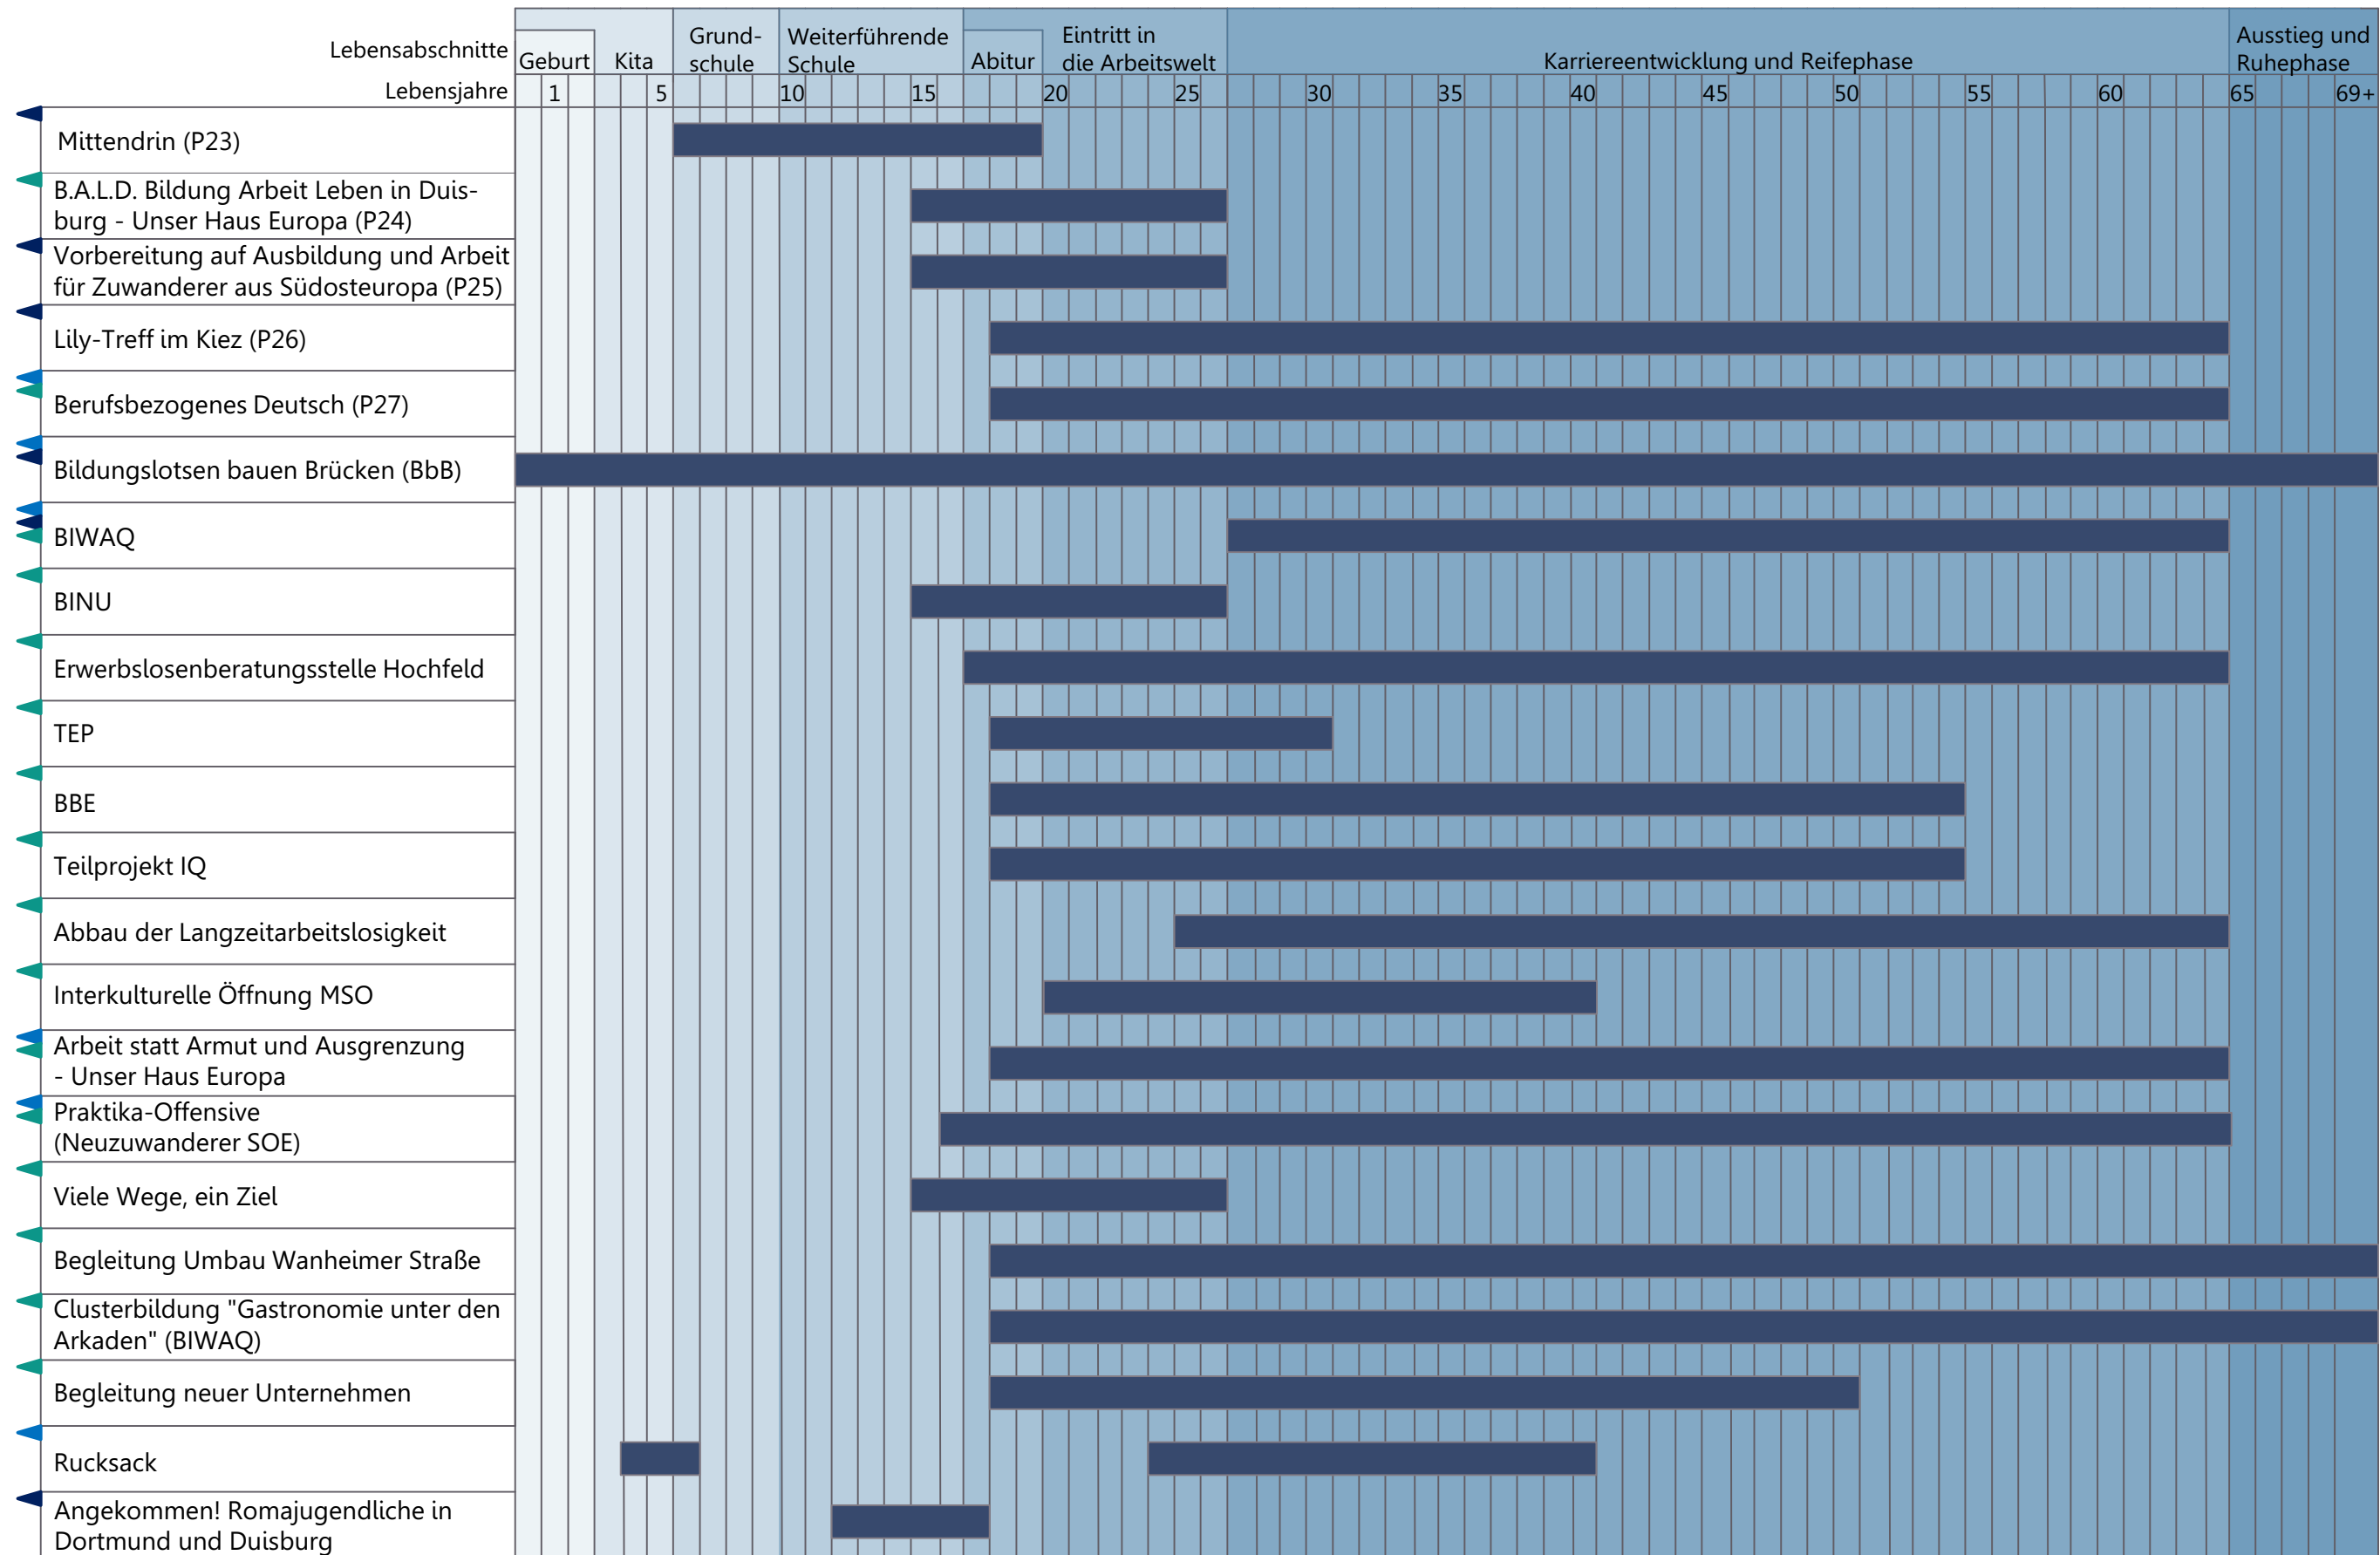 Lebensabschnitte
Geburt
Kita
Grund-
schule
Weiterführende
Schule
Abitur
Eintritt in
die Arbeitswelt
Karriereentwicklung und Reifephase
Ausstieg und
Ruhephase
Lebensjahre
1 5 10 15 20 25 30 35 40 45 50 55 60 65 69+
Mittendrin (P23)
B.A.L.D. Bildung Arbeit Leben in Duis-
burg - Unser Haus Europa (P24)
Vorbereitung auf Ausbildung und Arbeit
für Zuwanderer aus Südosteuropa (P25)
Lily-Treff im Kiez (P26)
Berufsbezogenes Deutsch (P27)
Bildungslotsen bauen Brücken (BbB)
BIWAQ
BINU
Erwerbslosenberatungsstelle Hochfeld
TEP
BBE
Teilprojekt IQ
Abbau der Langzeitarbeitslosigkeit
Interkulturelle Öffnung MSO
Arbeit statt Armut und Ausgrenzung
- Unser Haus Europa
Praktika-Offensive
(Neuzuwanderer SOE)
Viele Wege, ein Ziel
Begleitung Umbau Wanheimer Straße
Clusterbildung "Gastronomie unter den
Arkaden" (BIWAQ)
Begleitung neuer Unternehmen
Rucksack
Angekommen! Romajugendliche in
Dortmund und Duisburg